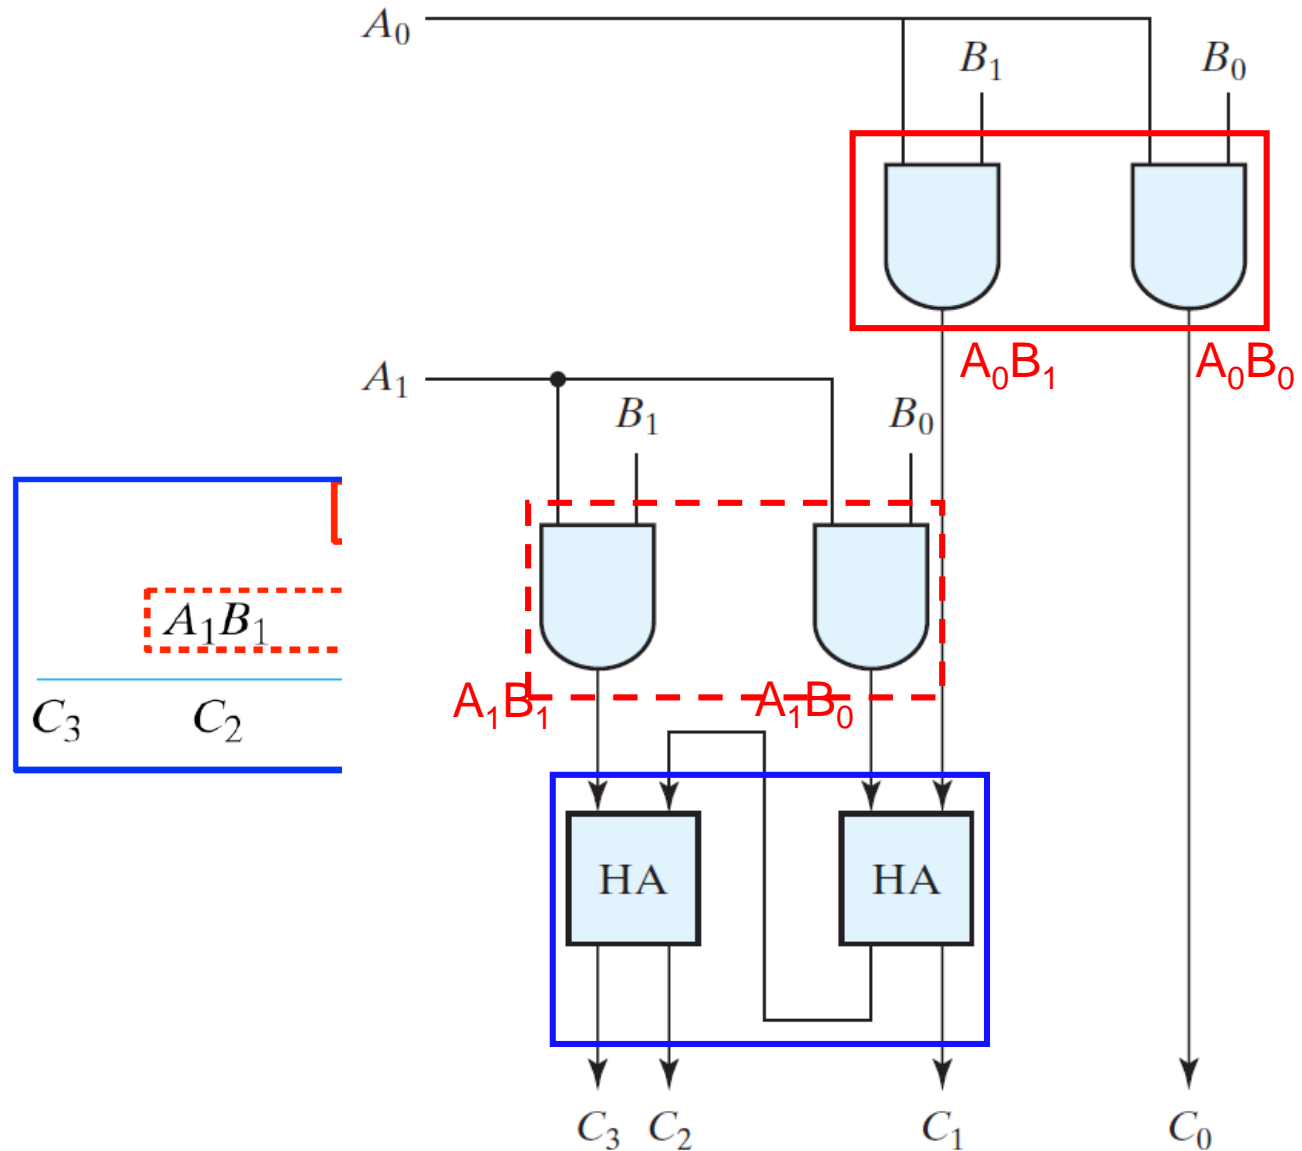 A₀
B₁ B₀
A₀B₁ A₀B₀
A₁
B₁ B₀
A₁B₁
A₁B₁ A₁B₀
C₃ C₂
HA HA
C₃ C₂ C₁ C₀